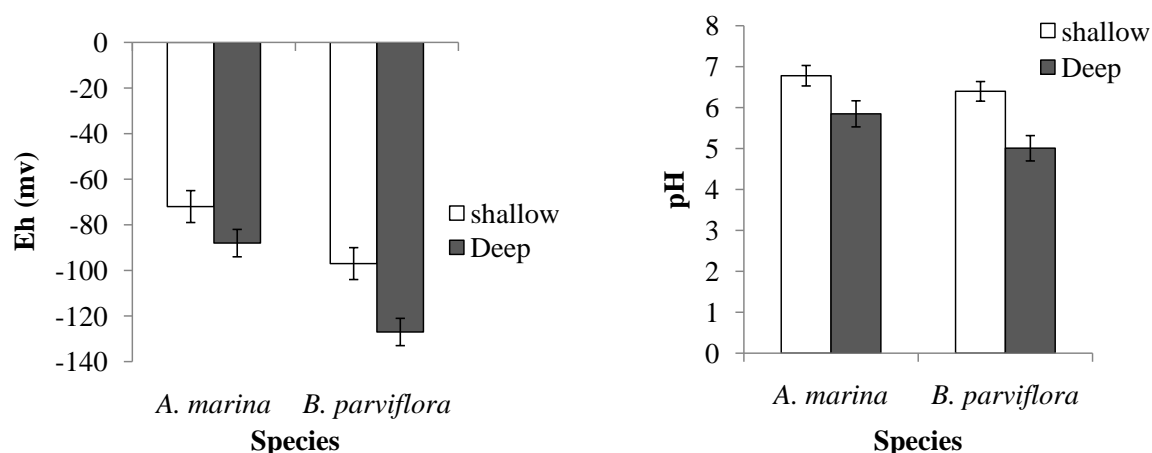 0
-20
-40
-60
-80
-100
-120
-140
Eh (mv)
shallow
Deep
A. marina B. parviflora
Species
8
7
6
5
4
3
2
1
0
pH
shallow
Deep
A. marina B. parviflora
Species